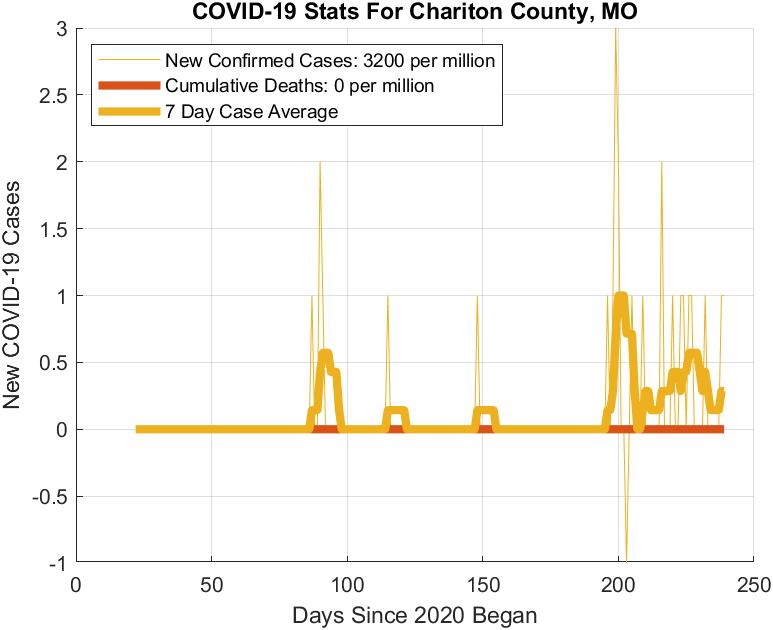 COVID-19 Stats For Chariton County, MO
New Confirmed Cases: 3200 per million
Cumulative Deaths: 0 per million
7 Day Case Average
New COVID-19 Cases
3
2.5
2
1.5
1
0.5
0
-0.5
-1
0 50 100 150 200 250
Days Since 2020 Began